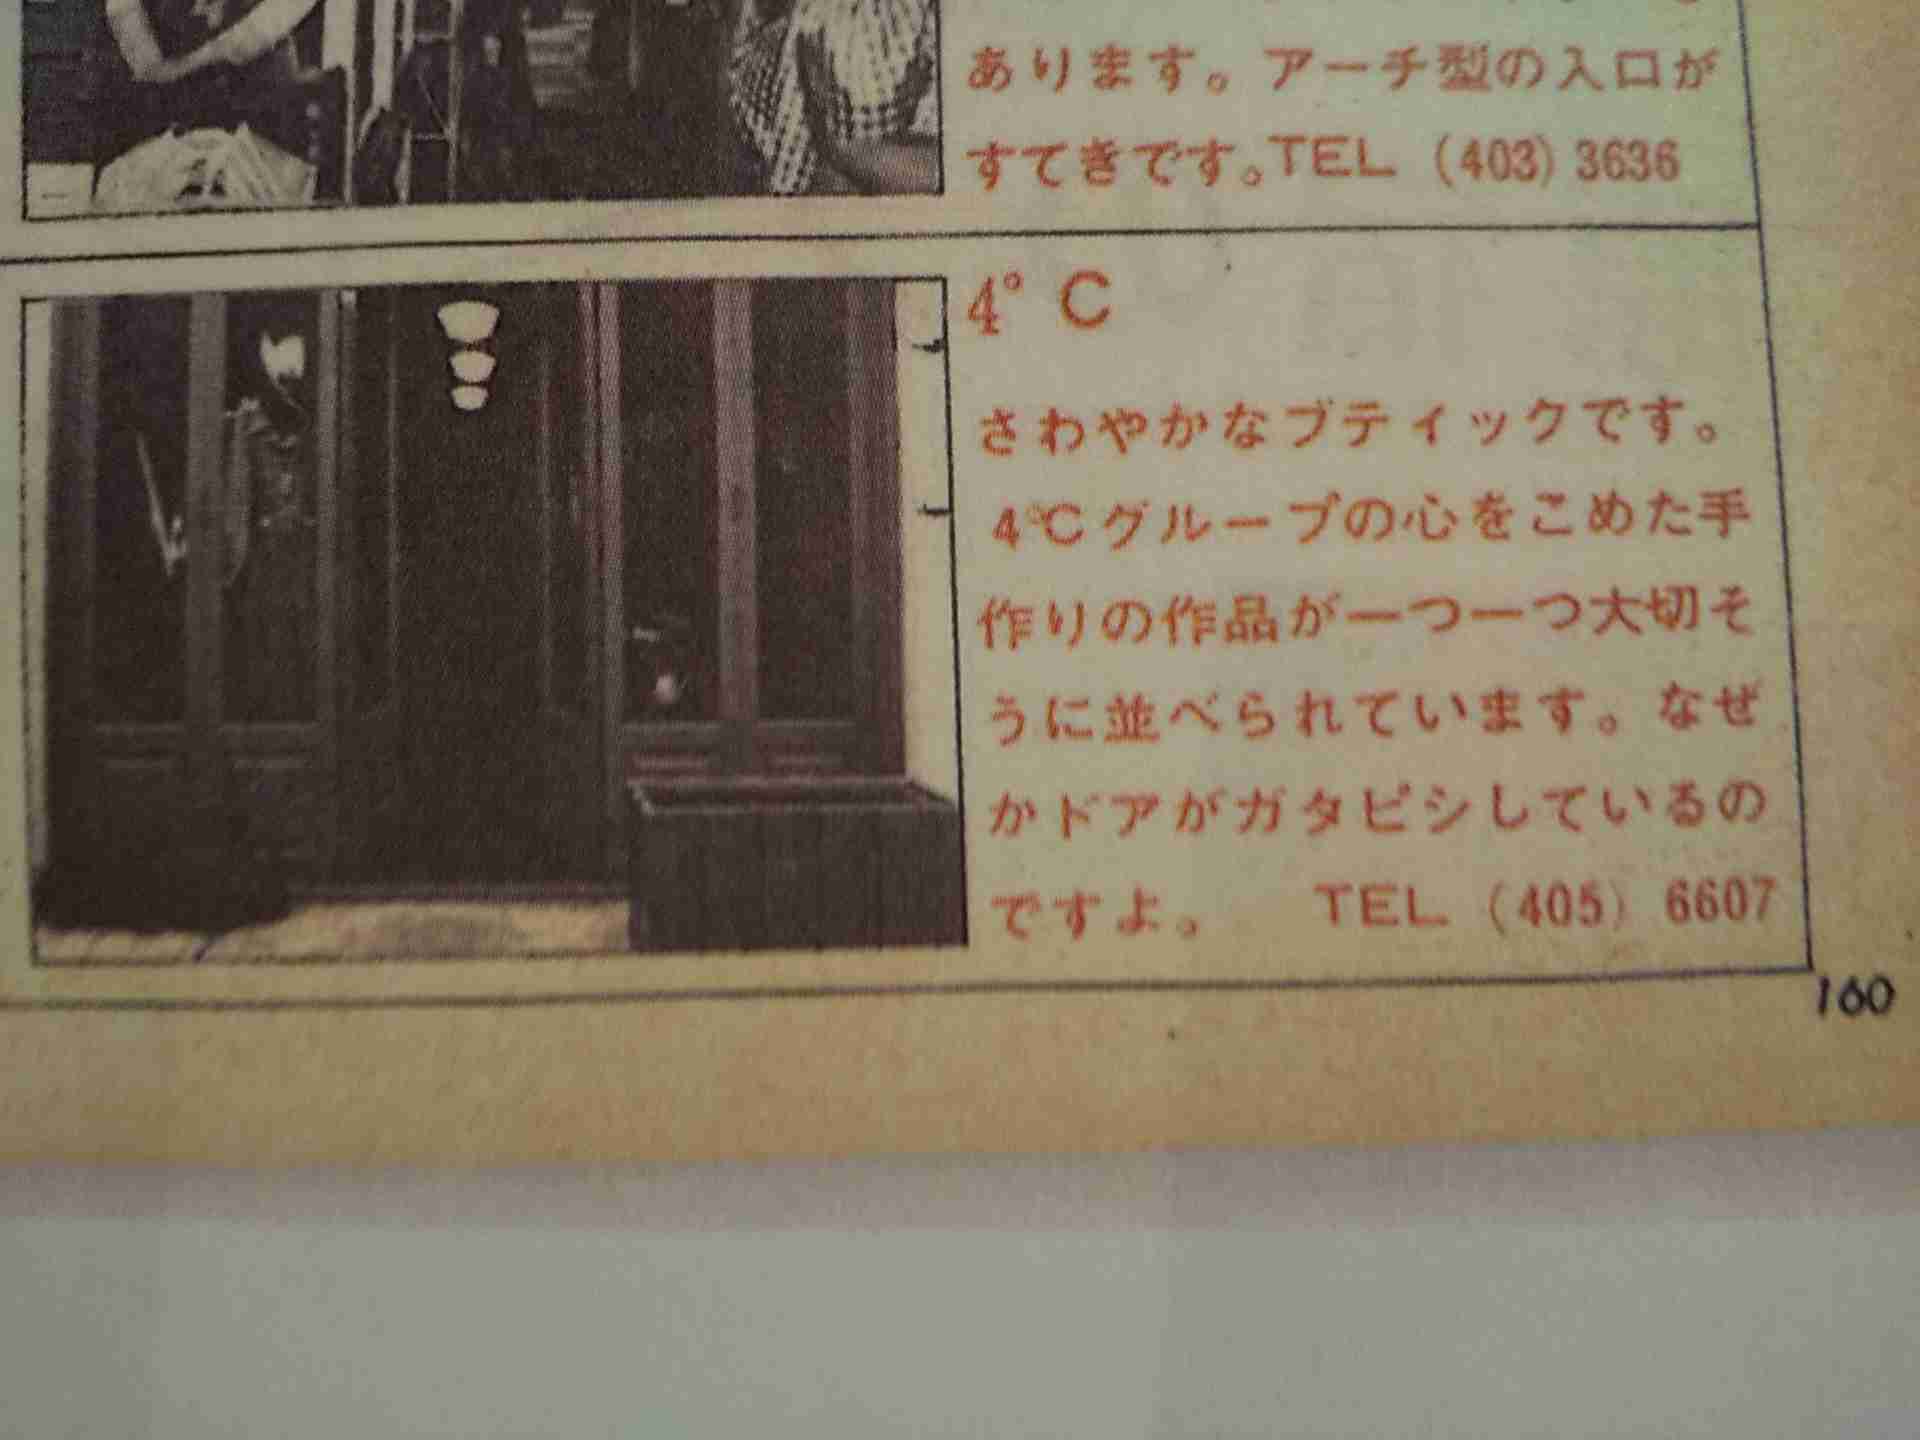 あります。アーチ型の入口が
すてきです。TEL (403) 3636
4°C
さわやかなブティックです。
4℃グループの心をこめた手
作りの作品が一つ一つ大切そ
うに並べられています。なぜ
かドアがガタピシしているの
ですよ。 TEL (405) 6607
160